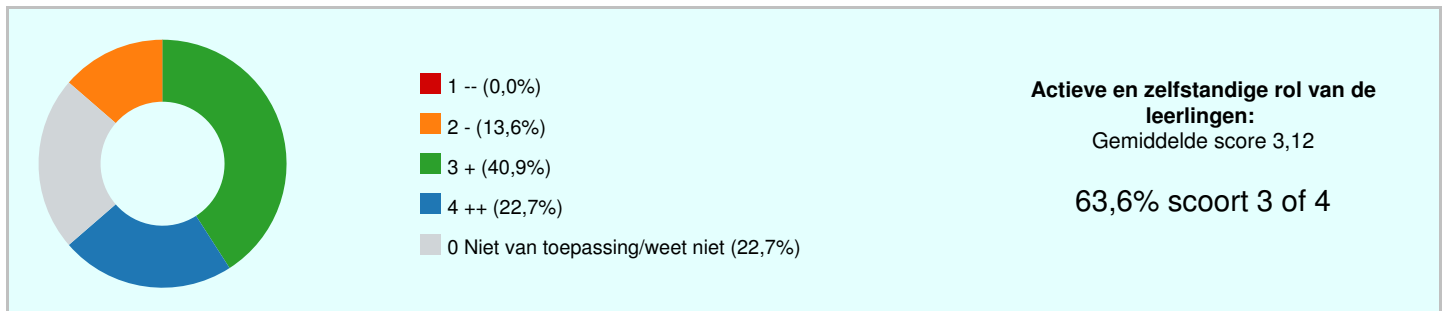 1 -- (0,0%)
2 - (13,6%)
3 + (40,9%)
4 ++ (22,7%)
0 Niet van toepassing/weet niet (22,7%)
Actieve en zelfstandige rol van de
leerlingen:
Gemiddelde score 3,12
63,6% scoort 3 of 4